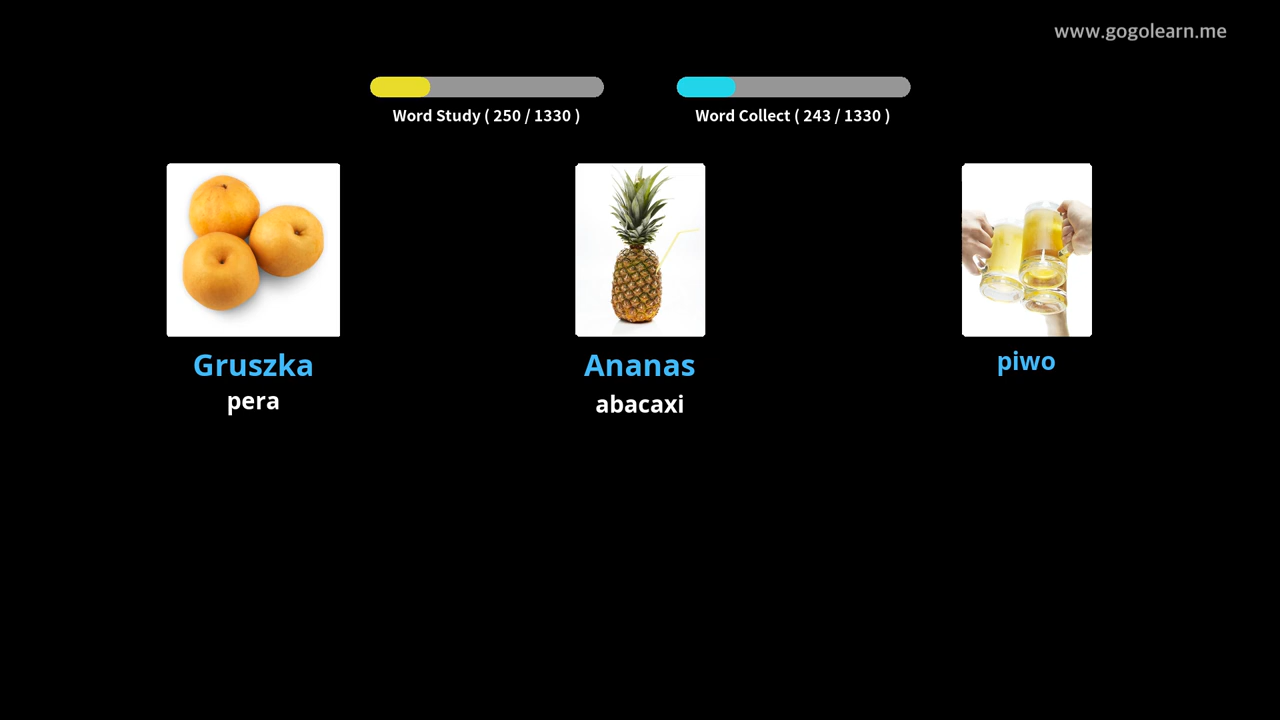 www.gogolearn.me
Word Study ( 250 / 1330 )
Word Collect ( 243 / 1330 )
Gruszka
pera
Ananas
abacaxi
piwo